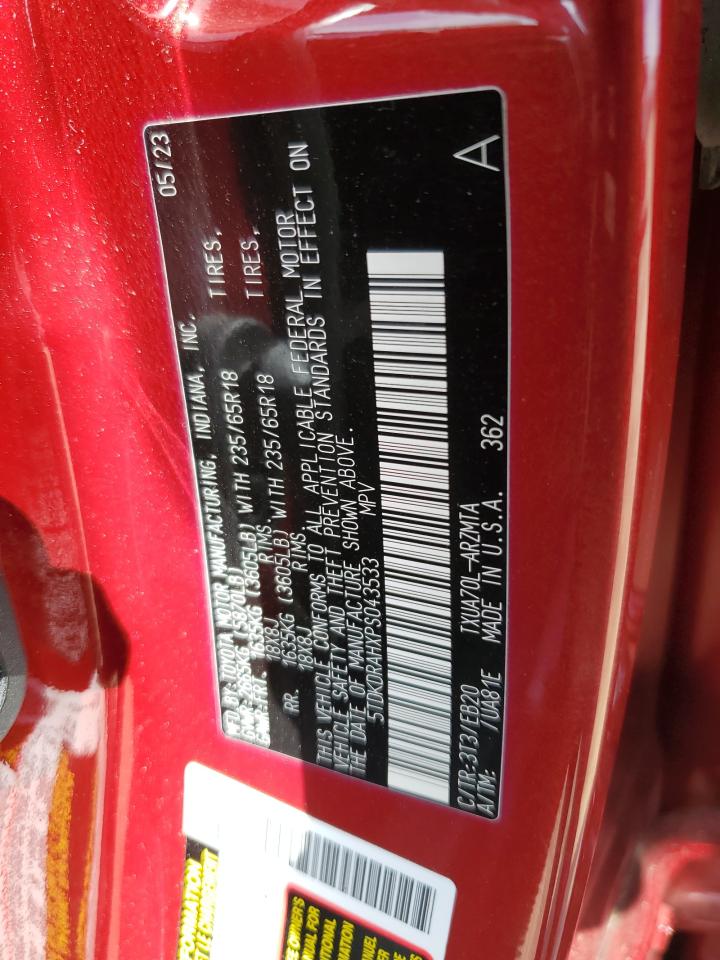 05/23
MFD.BY:TOYOTA MOTOR MANUFACTURING, INDIANA, INC.
GVWR 2665KG (5870LB)
GAWR FR. 1635KG (3605LB) WITH 235/65R18 TIRES,
18X8J RIMS
RR. 1635KG (3605LB) WITH 235/65R18 TIRES,
18X8J RIMS
THIS VEHICLE CONFORMS TO ALL APPLICABLE FEDERAL MOTOR
VEHICLE SAFETY AND THEFT PREVENTION STANDARDS IN EFFECT ON
THE DATE OF MANUFACTURE SHOWN ABOVE.
5TDKDRAHXPS043533 MPV
A
C/TR:3T3/EB20 TXUA70L-ARZMTA
A/TM: /UA81E MADE IN U.S.A. 362